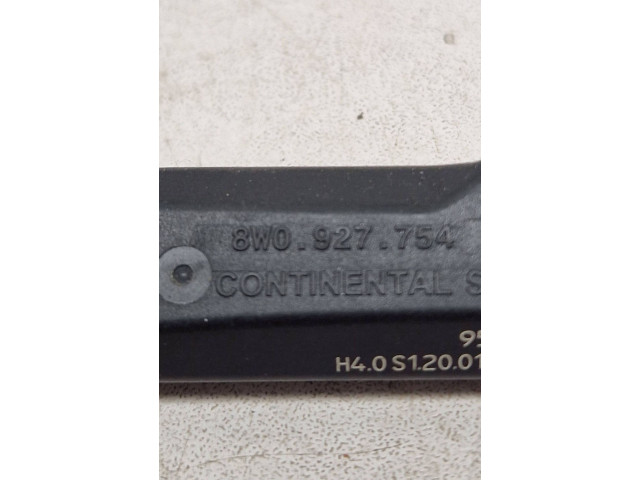 8W0.927.754
CONTINENTAL S
95
H4.0 S1.20.01